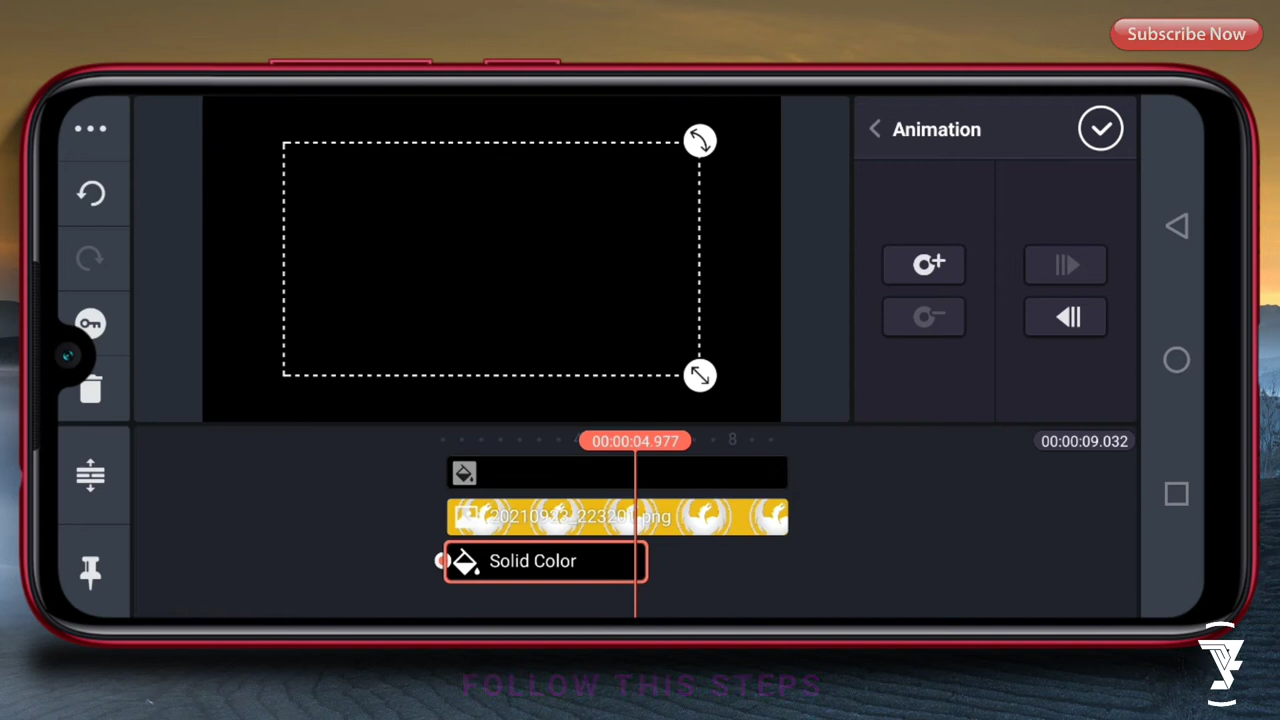 Subscribe Now
Animation
00:00:04.977
8
00:00:09.032
Solid Color
FOLLOW THIS STEPS